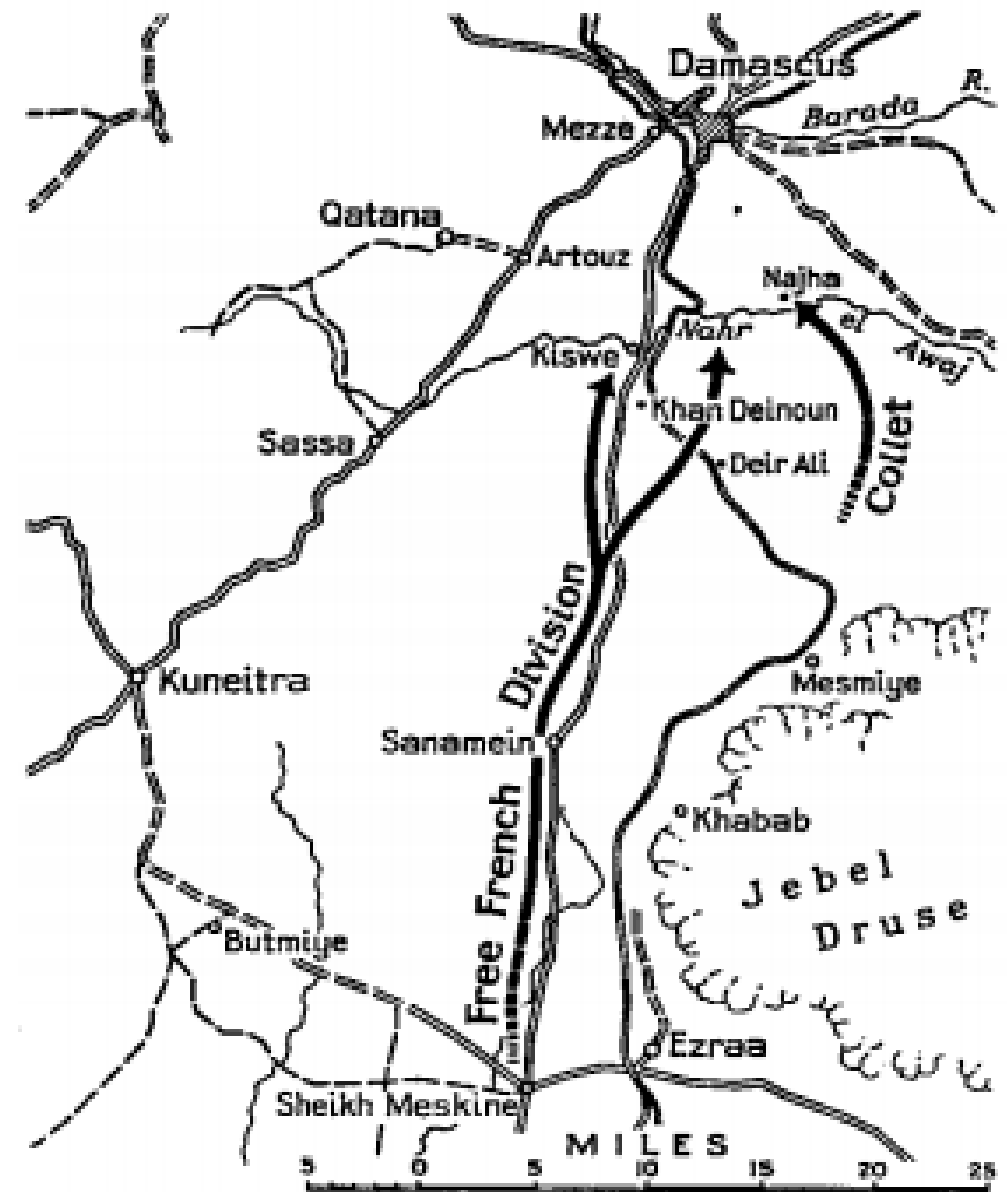 Damascus
R.
Barada
Mezze
Qatana
Artouz
Najha
Nahr
el
Awaj
Kiswe
Khan Deinoun
Collet
Sassa
Deir Ali
Division
Kuneitra
Mesmiye
Sanamein
Khabab
Free French
Jebel
Druse
Butmiye
Ezraa
Sheikh Meskine
MILES
5 0 5 10 15 20 25